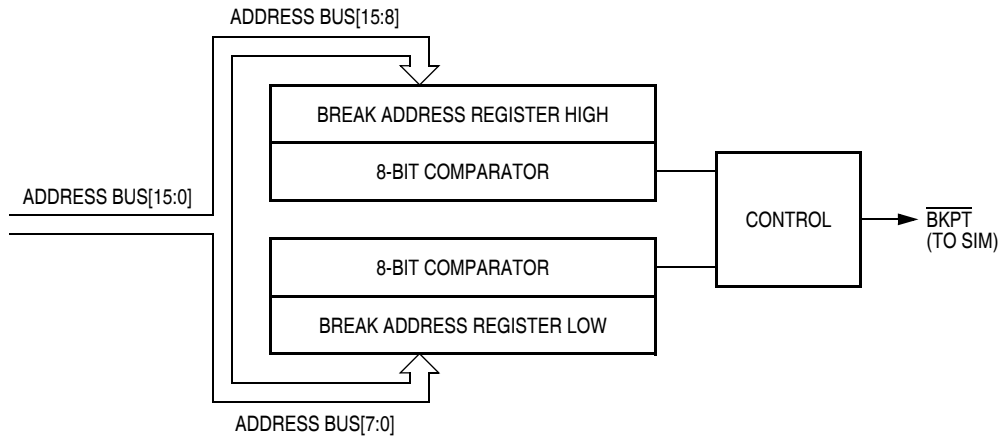 ADDRESS BUS[15:8]
BREAK ADDRESS REGISTER HIGH
8-BIT COMPARATOR
ADDRESS BUS[15:0]
CONTROL
BKPT
(TO SIM)
8-BIT COMPARATOR
BREAK ADDRESS REGISTER LOW
ADDRESS BUS[7:0]